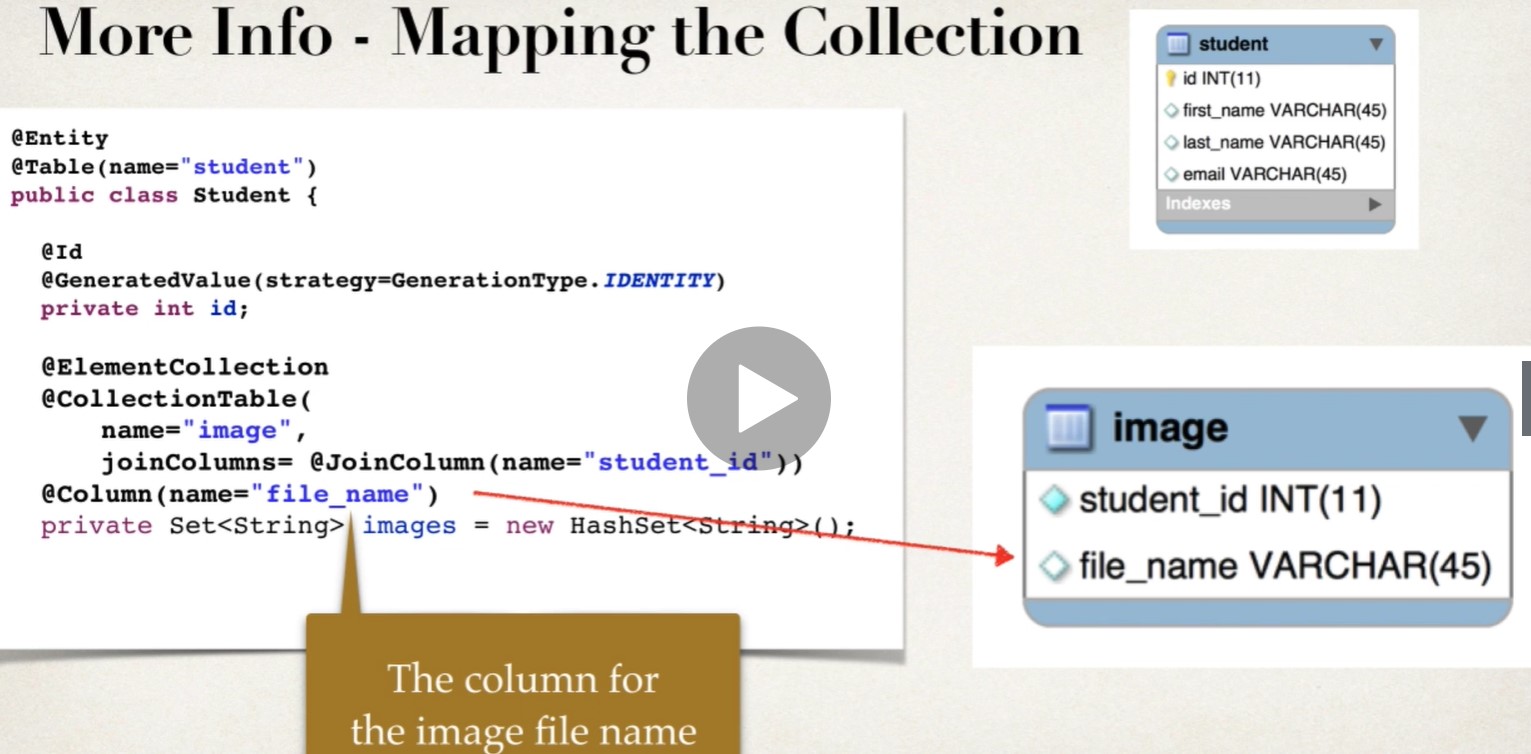 More Info - Mapping the Collection
@Entity
@Table(name="student")
public class Student {
@Id
@GeneratedValue(strategy=GenerationType.IDENTITY)
private int id;
@ElementCollection
@CollectionTable(
name="image",
joinColumns= @JoinColumn(name="student_id"))
@Column(name="file_name")
private Set<String> images = new HashSet<String>();
The column for
the image file name
student
id INT(11)
first_name VARCHAR(45)
last_name VARCHAR(45)
email VARCHAR(45)
Indexes
image
student_id INT(11)
file_name VARCHAR(45)